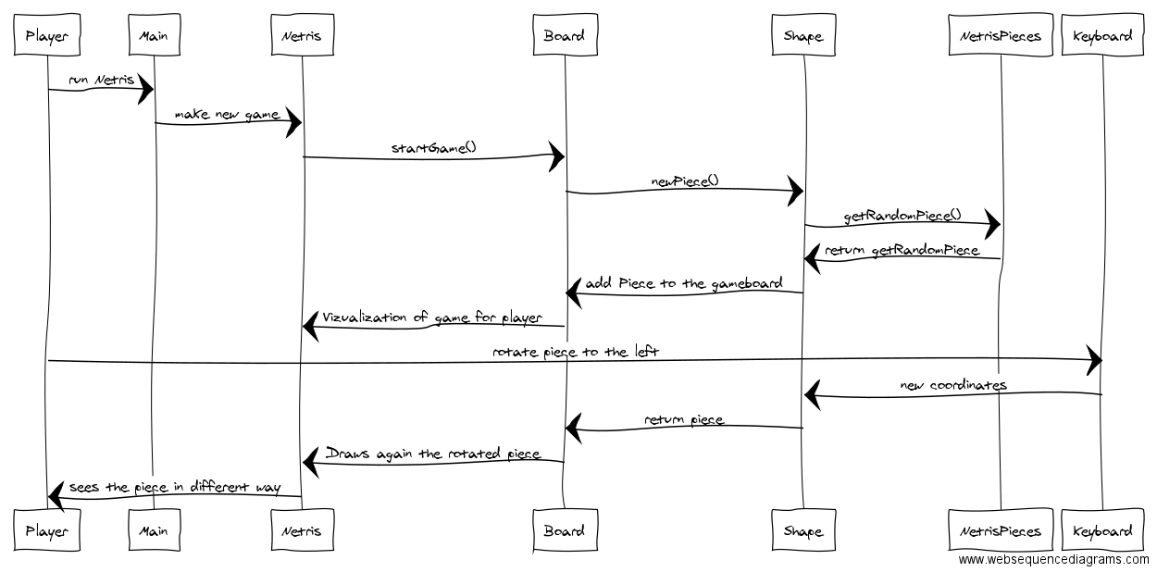 Player Main Netris Board Shape NetrisPieces Keyboard
run Netris
make new game
startGame()
newPiece()
getRandomPiece()
return getRandomPiece
add Piece to the gameboard
Vizualization of game for player
rotate piece to the left
new coordinates
return piece
Draws again the rotated piece
sees the piece in different way
Player Main Netris Board Shape NetrisPieces Keyboard
www.websequencediagrams.com